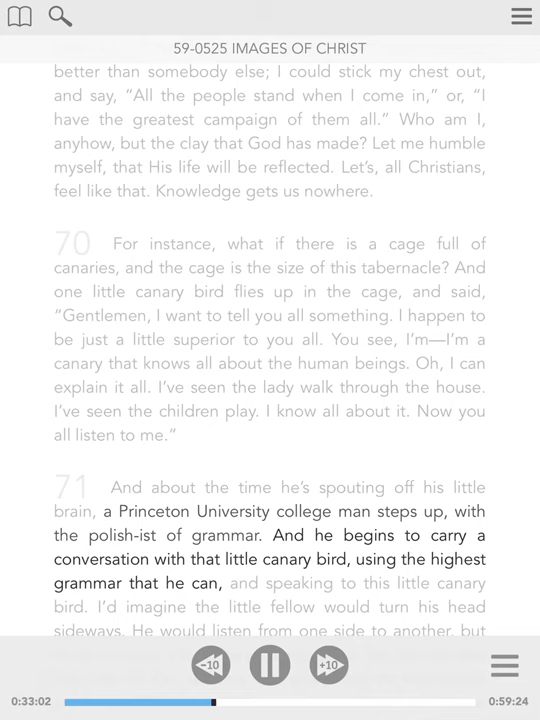 59-0525 IMAGES OF CHRIST
better than somebody else; I could stick my chest out,
and say, “All the people stand when I come in,” or, “I
have the greatest campaign of them all.” Who am I,
anyhow, but the clay that God has made? Let me humble
myself, that His life will be reflected. Let’s, all Christians,
feel like that. Knowledge gets us nowhere.
70 For instance, what if there is a cage full of
canaries, and the cage is the size of this tabernacle? And
one little canary bird flies up in the cage, and said,
“Gentlemen, I want to tell you all something. I happen to
be just a little superior to you all. You see, I’m—I’m a
canary that knows all about the human beings. Oh, I can
explain it all. I’ve seen the lady walk through the house.
I’ve seen the children play. I know all about it. Now you
all listen to me.”
71 And about the time he’s spouting off his little
brain, a Princeton University college man steps up, with
the polish-ist of grammar. And he begins to carry a
conversation with that little canary bird, using the highest
grammar that he can, and speaking to this little canary
bird. I’d imagine the little fellow would turn his head
sideways. He would listen from one side to another, but
-10 +10
0:33:02 0:59:24